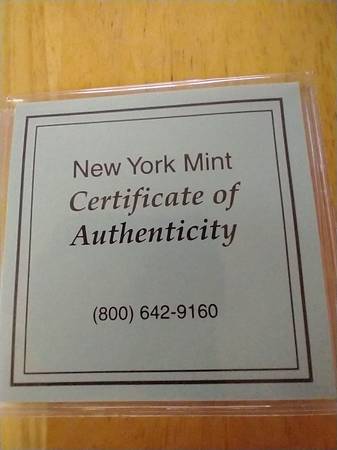 New York Mint
Certificate of
Authenticity
(800) 642-9160